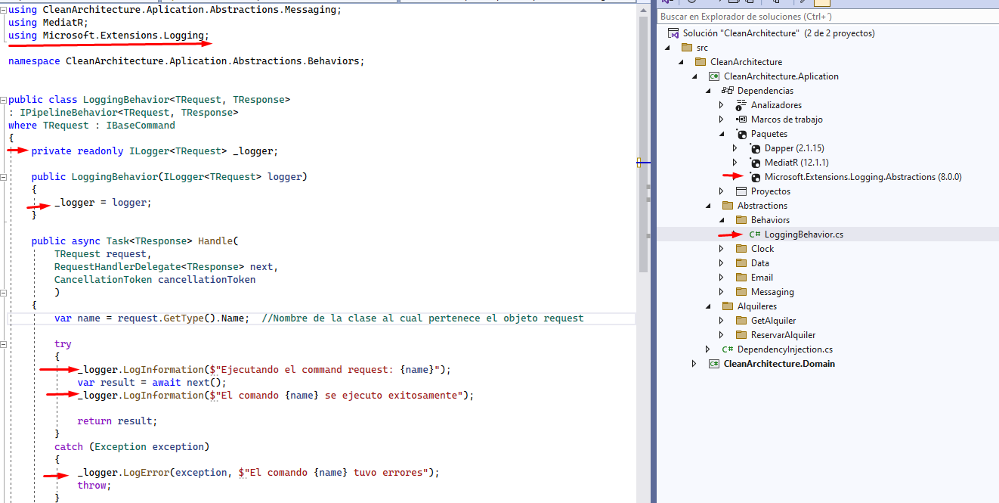 using CleanArchitecture.Aplication.Abstractions.Messaging;
using MediatR;
using Microsoft.Extensions.Logging;
namespace CleanArchitecture.Aplication.Abstractions.Behaviors;
public class LoggingBehavior<TRequest, TResponse>
: IPipelineBehavior<TRequest, TResponse>
where TRequest : IBaseCommand
{
private readonly ILogger<TRequest> _logger;
public LoggingBehavior(ILogger<TRequest> logger)
{
_logger = logger;
}
public async Task<TResponse> Handle(
TRequest request,
RequestHandlerDelegate<TResponse> next,
CancellationToken cancellationToken
)
{
var name = request.GetType().Name;  //Nombre de la clase al cual pertenece el objeto request
try
{
_logger.LogInformation($"Ejecutando el command request: {name}");
var result = await next();
_logger.LogInformation($"El comando {name} se ejecuto exitosamente");
return result;
}
catch (Exception exception)
{
_logger.LogError(exception, $"El comando {name} tuvo errores");
throw;
}
Buscar en Explorador de soluciones (Ctrl+´)
Solución "CleanArchitecture" (2 de 2 proyectos)
src
CleanArchitecture
C# CleanArchitecture.Aplication
Dependencias
Analizadores
Marcos de trabajo
Paquetes
Dapper (2.1.15)
MediatR (12.1.1)
Microsoft.Extensions.Logging.Abstractions (8.0.0)
Proyectos
Abstractions
Behaviors
C# LoggingBehavior.cs
Clock
Data
Email
Messaging
Alquileres
GetAlquiler
ReservarAlquiler
C# DependencyInjection.cs
C# CleanArchitecture.Domain